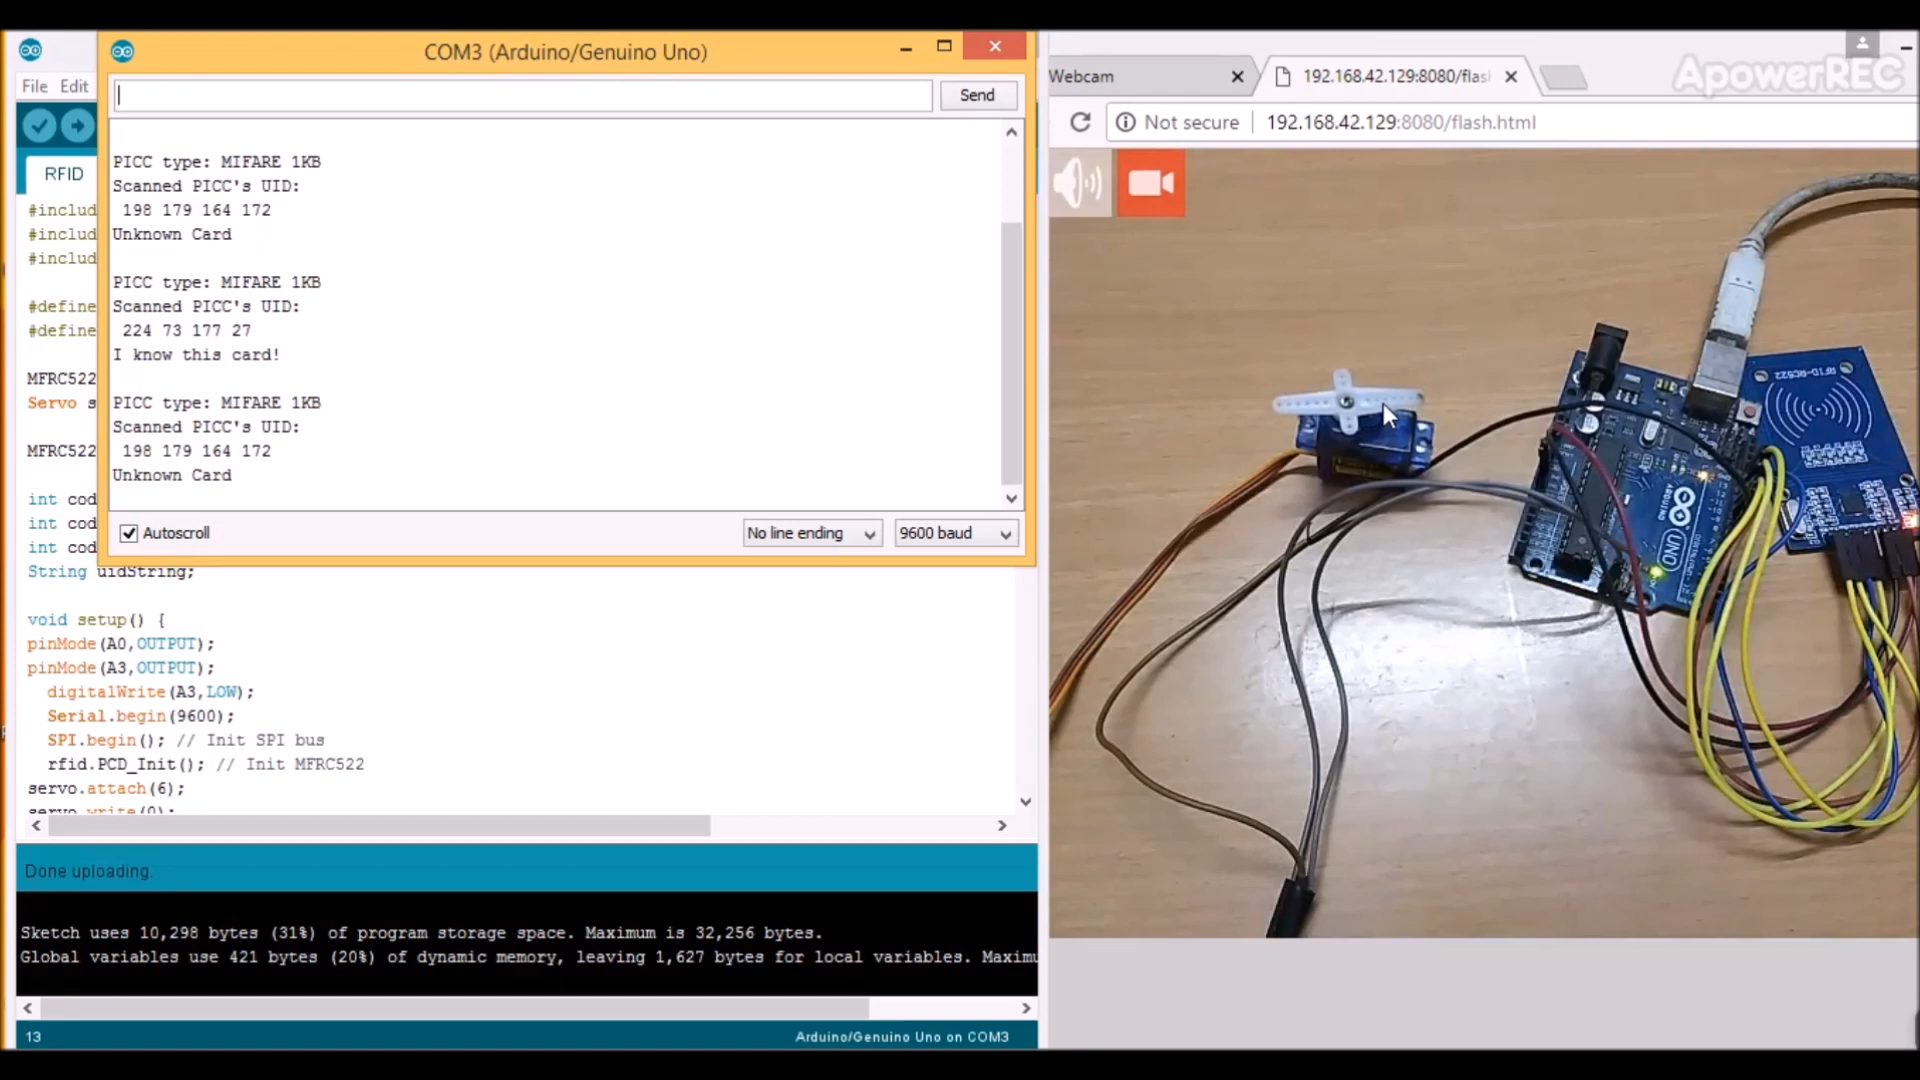 COM3 (Arduino/Genuino Uno)
File Edit
Send
RFID
PICC type: MIFARE 1KB
Scanned PICC's UID:
198 179 164 172
Unknown Card
PICC type: MIFARE 1KB
Scanned PICC's UID:
224 73 177 27
I know this card!
PICC type: MIFARE 1KB
Scanned PICC's UID:
198 179 164 172
Unknown Card
Autoscroll
No line ending
9600 baud
#includ
#includ
#includ
#define
#define
MFRC522
Servo s
MFRC522
int cod
int cod
int cod
String uidString;
void setup() {
pinMode(A0,OUTPUT);
pinMode(A3,OUTPUT);
digitalWrite(A3,LOW);
Serial.begin(9600);
SPI.begin(); // Init SPI bus
rfid.PCD_Init(); // Init MFRC522
servo.attach(6);
servo.write(0);
Done uploading.
Sketch uses 10,298 bytes (31%) of program storage space. Maximum is 32,256 bytes.
Global variables use 421 bytes (20%) of dynamic memory, leaving 1,627 bytes for local variables. Maximu
13
Arduino/Genuino Uno on COM3
Webcam
192.168.42.129:8080/flash
ApowerREC
Not secure
192.168.42.129:8080/flash.html
RFID-RC522
ARDUINO
UNO